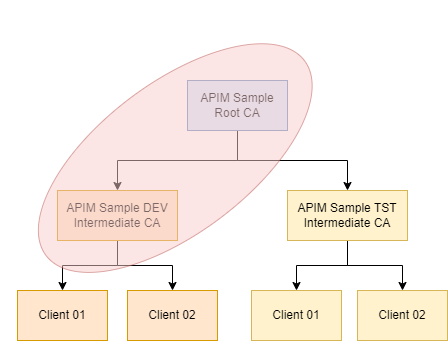 APIM Sample
Root CA
APIM Sample DEV
Intermediate CA
APIM Sample TST
Intermediate CA
Client 01
Client 02
Client 01
Client 02